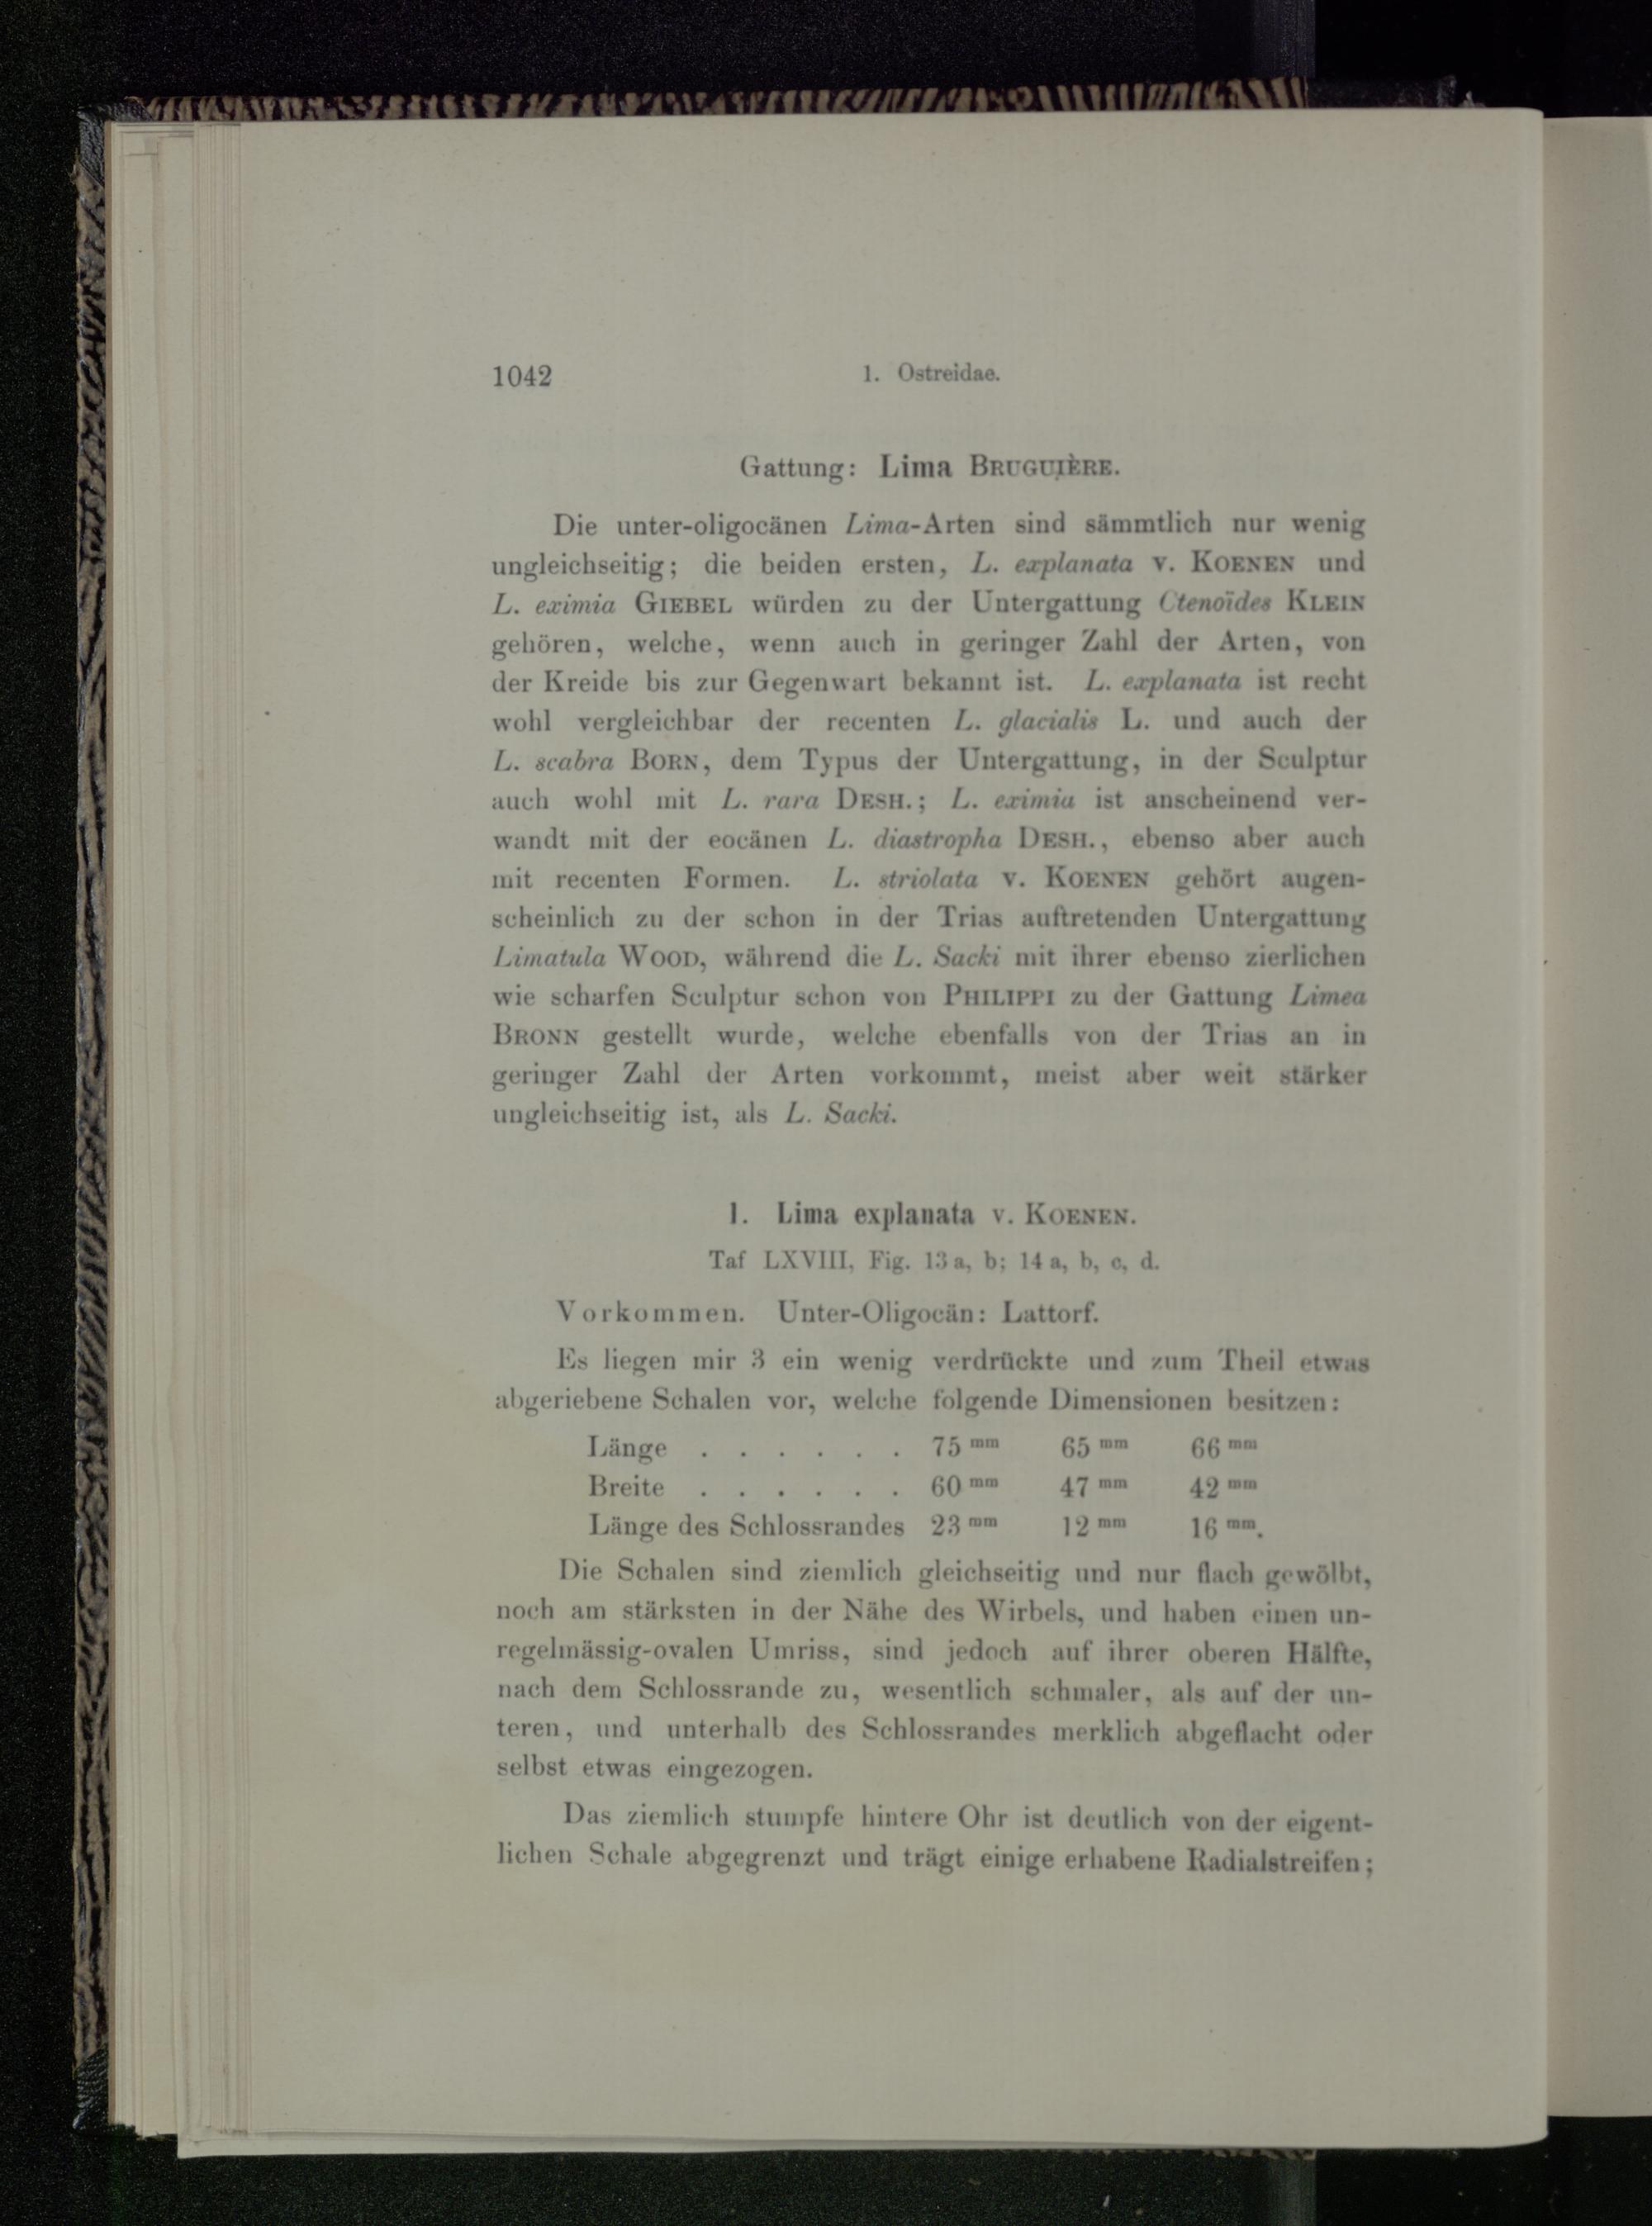 1042 1. Ostreidae.
Gattung: Lima BRUGUIÈRE.
Die unter-oligocänen Lima-Arten sind sämmtlich nur wenig
ungleichseitig; die beiden ersten, L. explanata v. KOENEN und
L. eximia GIEBEL würden zu der Untergattung Ctenoïdes KLEIN
gehören, welche, wenn auch in geringer Zahl der Arten, von
der Kreide bis zur Gegenwart bekannt ist. L. explanata ist recht
wohl vergleichbar der recenten L. glacialis L. und auch der
L. scabra BORN, dem Typus der Untergattung, in der Sculptur
auch wohl mit L. rara DESH.; L. eximia ist anscheinend ver-
wandt mit der eocänen L. diastropha DESH., ebenso aber auch
mit recenten Formen. L. striolata v. KOENEN gehört augen-
scheinlich zu der schon in der Trias auftretenden Untergattung
Limatula WOOD, während die L. Sacki mit ihrer ebenso zierlichen
wie scharfen Sculptur schon von PHILIPPI zu der Gattung Limea
BRONN gestellt wurde, welche ebenfalls von der Trias an in
geringer Zahl der Arten vorkommt, meist aber weit stärker
ungleichseitig ist, als L. Sacki.
1. Lima explanata v. KOENEN.
Taf LXVIII, Fig. 13 a, b; 14 a, b, c, d.
Vorkommen. Unter-Oligocän: Lattorf.
Es liegen mir 3 ein wenig verdrückte und zum Theil etwas
abgeriebene Schalen vor, welche folgende Dimensionen besitzen:
Länge . . . . . . 75 mm 65 mm 66 mm
Breite . . . . . . 60 mm 47 mm 42 mm
Länge des Schlossrandes 23 mm 12 mm 16 mm.
Die Schalen sind ziemlich gleichseitig und nur flach gewölbt,
noch am stärksten in der Nähe des Wirbels, und haben einen un-
regelmässig-ovalen Umriss, sind jedoch auf ihrer oberen Hälfte,
nach dem Schlossrande zu, wesentlich schmaler, als auf der un-
teren, und unterhalb des Schlossrandes merklich abgeflacht oder
selbst etwas eingezogen.
Das ziemlich stumpfe hintere Ohr ist deutlich von der eigent-
lichen Schale abgegrenzt und trägt einige erhabene Radialstreifen;